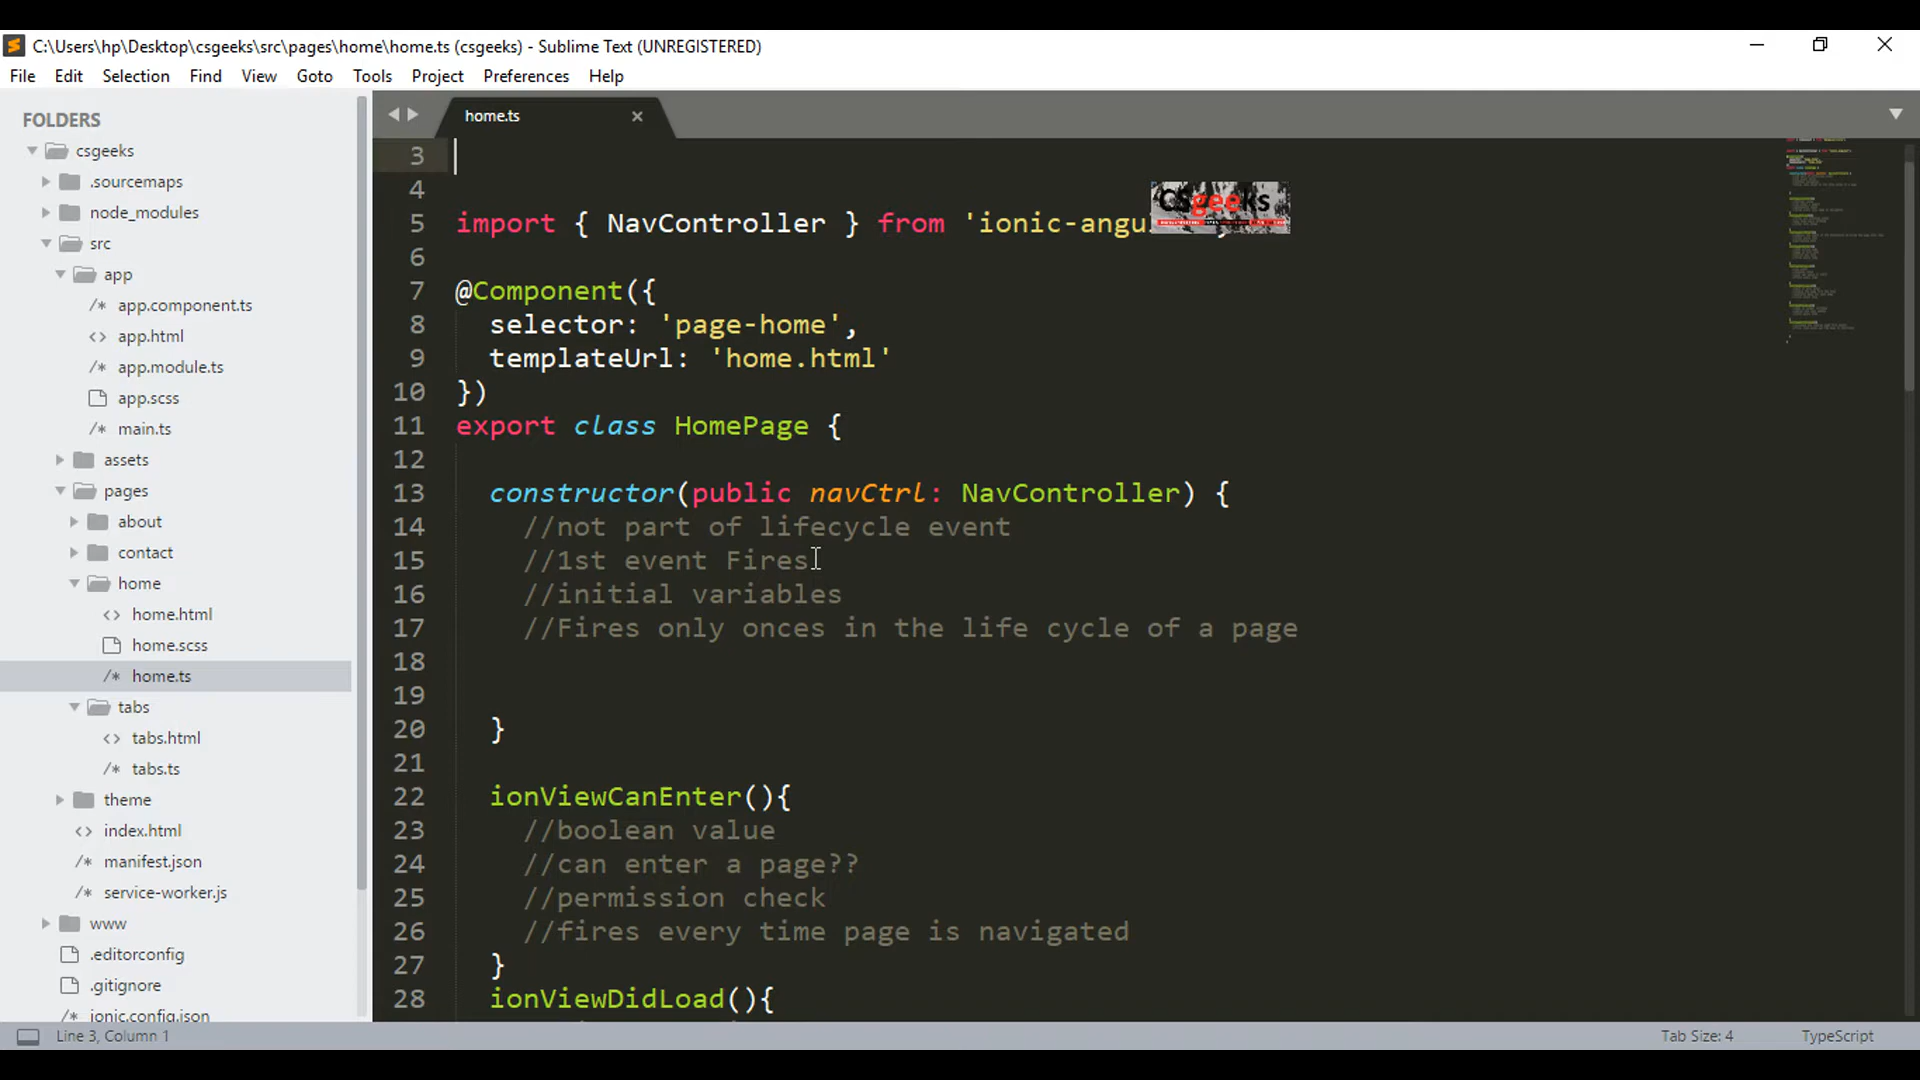 C:\Users\hp\Desktop\csgeeks\src\pages\home\home.ts (csgeeks) - Sublime Text (UNREGISTERED)
File Edit Selection Find View Goto Tools Project Preferences Help
FOLDERS
csgeeks
.sourcemaps
node_modules
src
app
/* app.component.ts
<> app.html
/* app.module.ts
app.scss
/* main.ts
assets
pages
about
contact
home
<> home.html
home.scss
/* home.ts
tabs
<> tabs.html
/* tabs.ts
theme
<> index.html
/* manifest.json
/* service-worker.js
www
.editorconfig
.gitignore
ionic.config.json
home.ts
3
4
CSgeeks
5 import { NavController } from 'ionic-angu
6
7 @Component({
8 selector: 'page-home',
9 templateUrl: 'home.html'
10 })
11 export class HomePage {
12
13 constructor(public navCtrl: NavController) {
14 //not part of lifecycle event
15 //1st event Fires
16 //initial variables
17 //Fires only onces in the life cycle of a page
18
19
20 }
21
22 ionViewCanEnter(){
23 //boolean value
24 //can enter a page??
25 //permission check
26 //fires every time page is navigated
27 }
28 ionViewDidLoad(){
Line 3, Column 1
Tab Size: 4
TypeScript